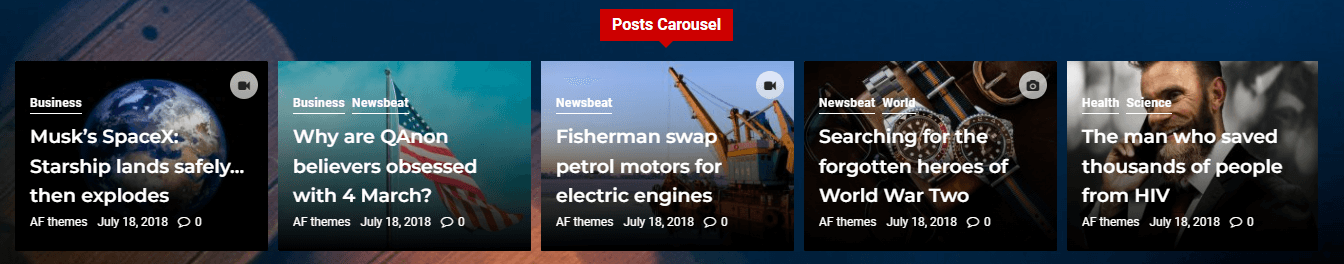 Posts Carousel
Business
Musk’s SpaceX:
Starship lands safely...
then explodes
AF themes July 18, 2018 0
Business Newsbeat
Why are QAnon
believers obsessed
with 4 March?
AF themes July 18, 2018 0
Newsbeat
Fisherman swap
petrol motors for
electric engines
AF themes July 18, 2018 0
Newsbeat World
Searching for the
forgotten heroes of
World War Two
AF themes July 18, 2018 0
Health Science
The man who saved
thousands of people
from HIV
AF themes July 18, 2018 0